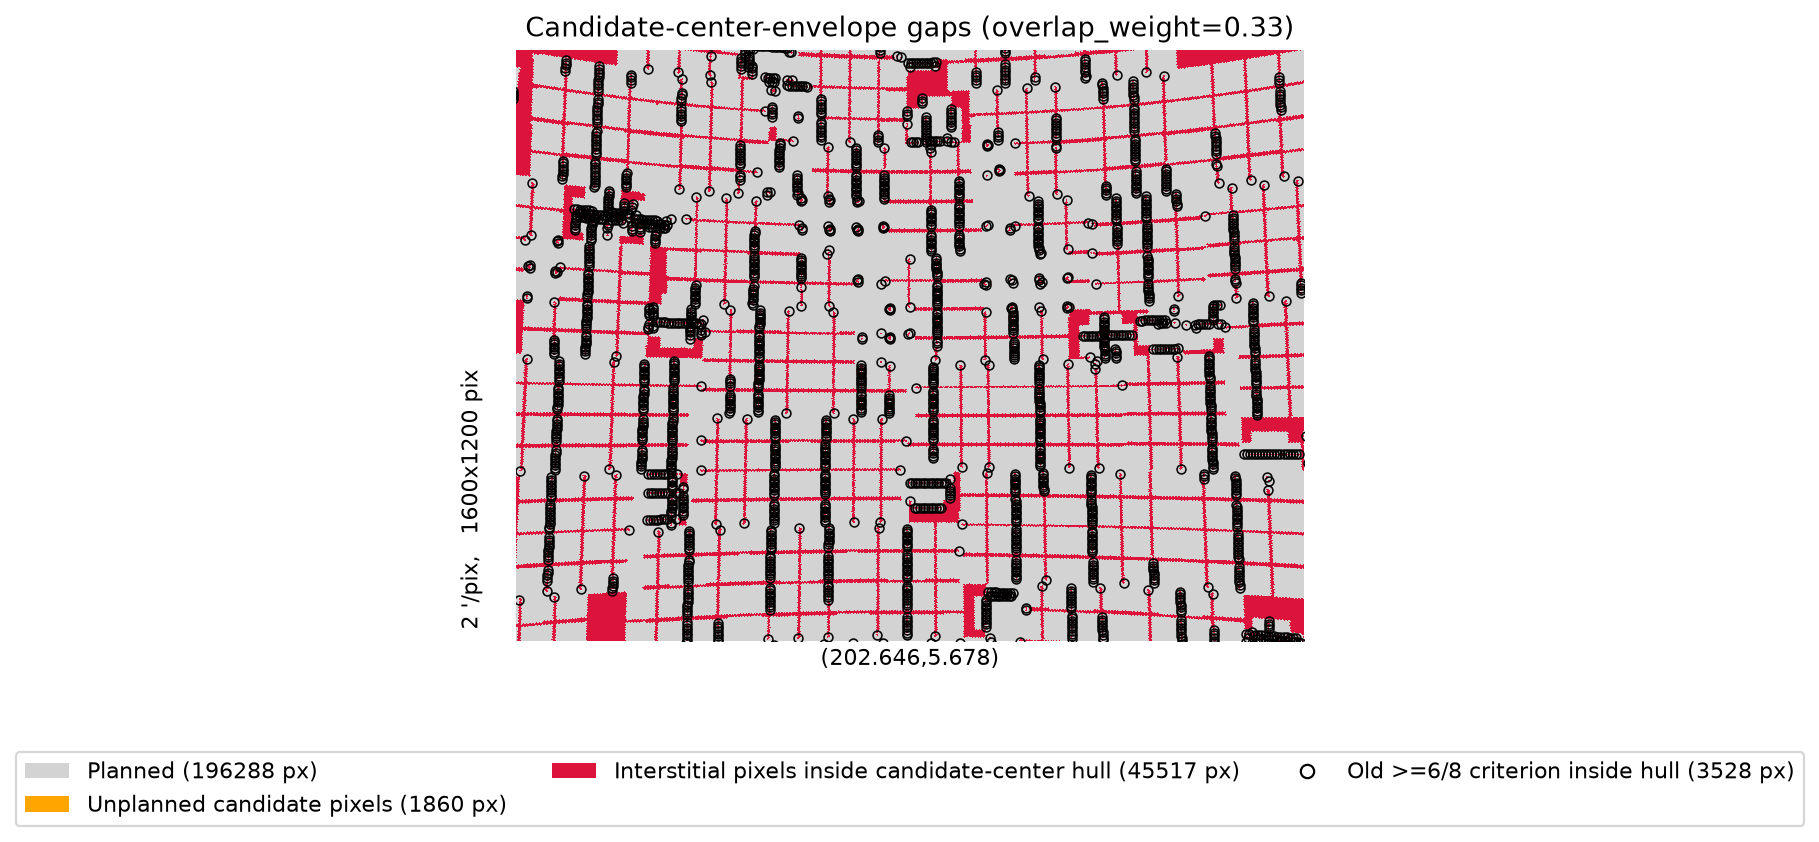 Candidate-center-envelope gaps (overlap_weight=0.33)
2 '/pix,   1600x1200 pix
(202.646,5.678)
Planned (196288 px)
Unplanned candidate pixels (1860 px)
Interstitial pixels inside candidate-center hull (45517 px)
Old >=6/8 criterion inside hull (3528 px)